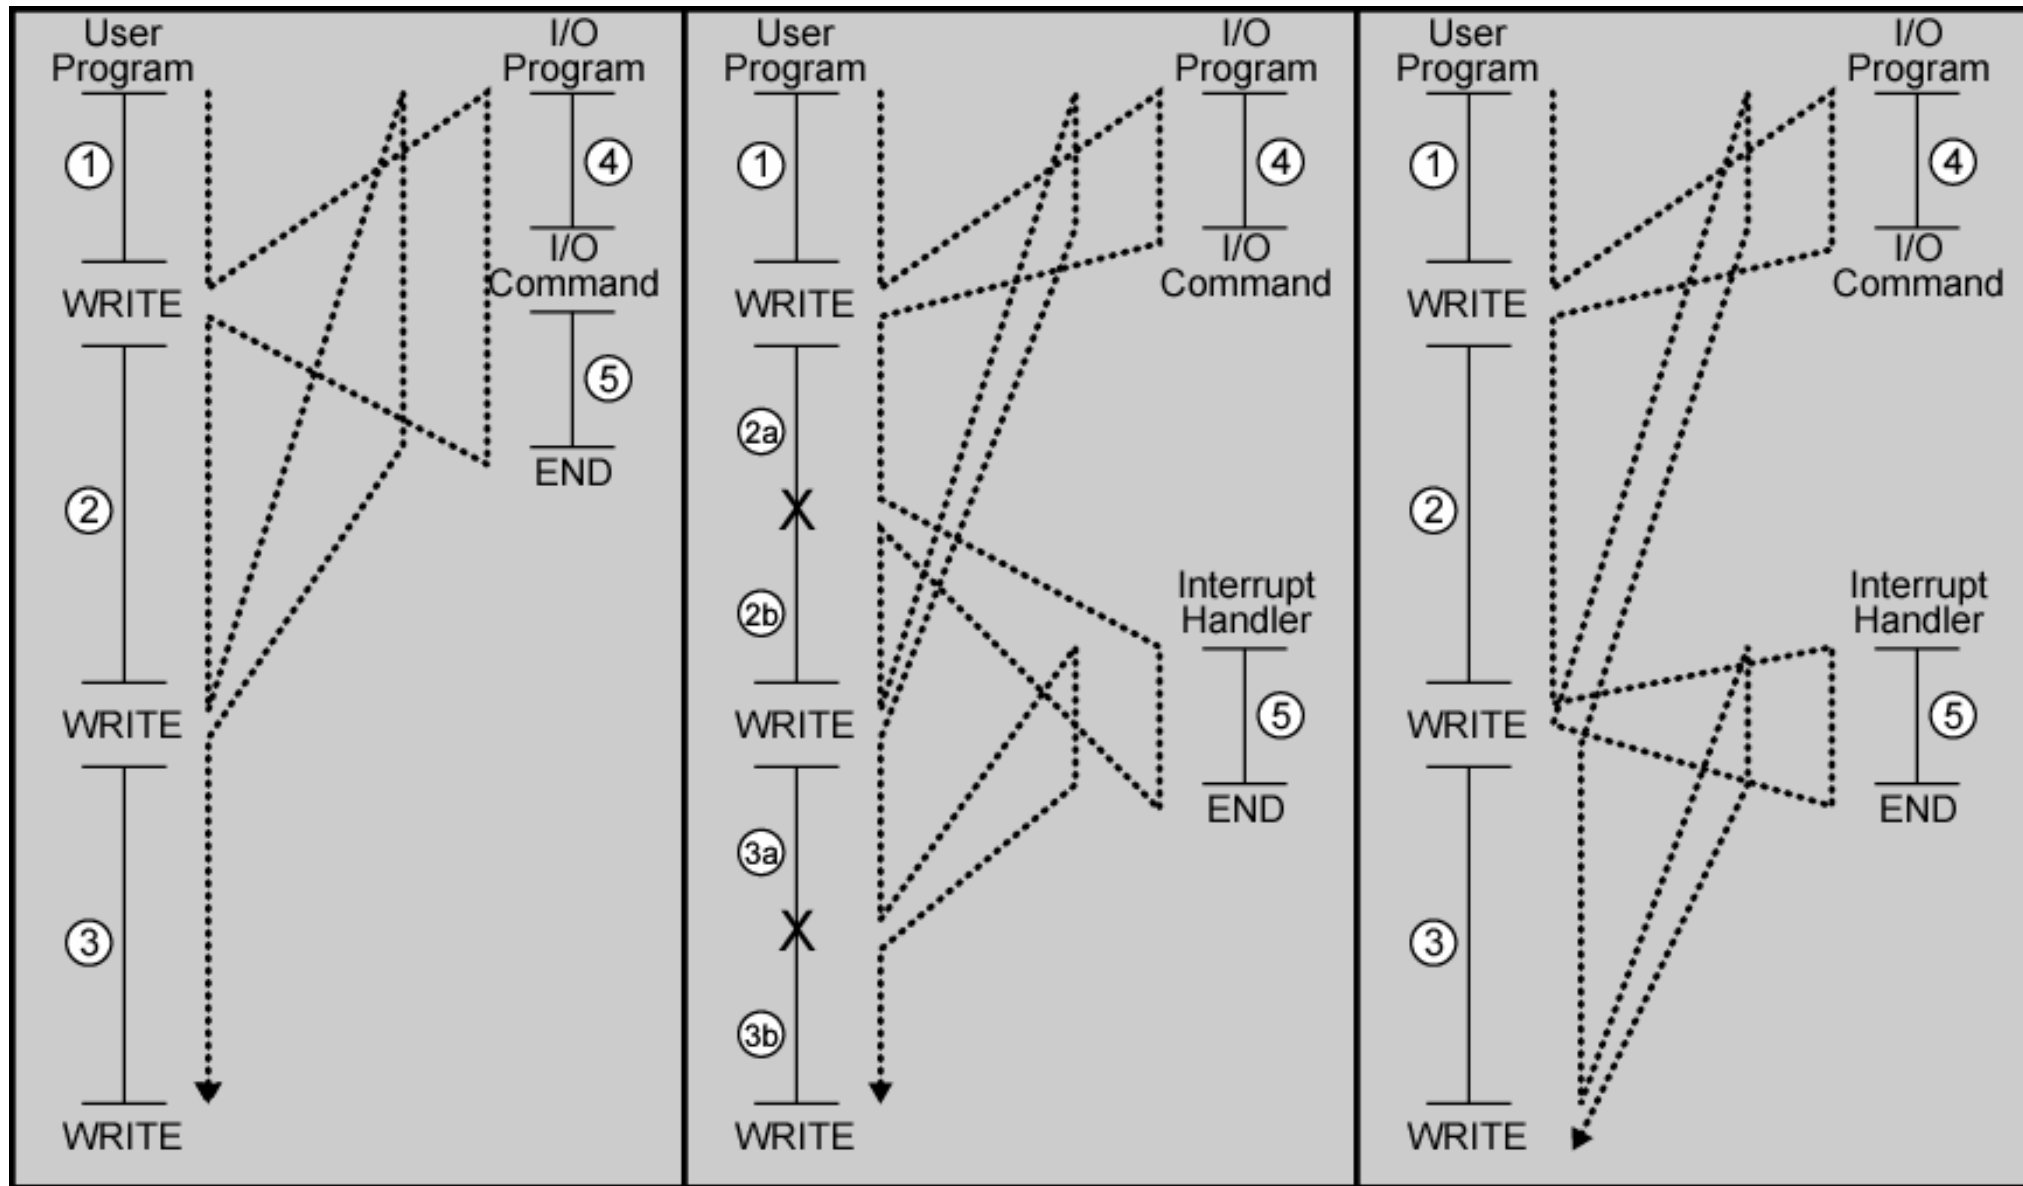 User
Program
I/O
Program
1
4
WRITE
I/O
Command
5
END
2
WRITE
3
WRITE
User
Program
I/O
Program
1
4
WRITE
I/O
Command
2a
X
2b
Interrupt
Handler
WRITE
5
END
3a
X
3b
WRITE
User
Program
I/O
Program
1
4
WRITE
I/O
Command
2
Interrupt
Handler
WRITE
5
END
3
WRITE